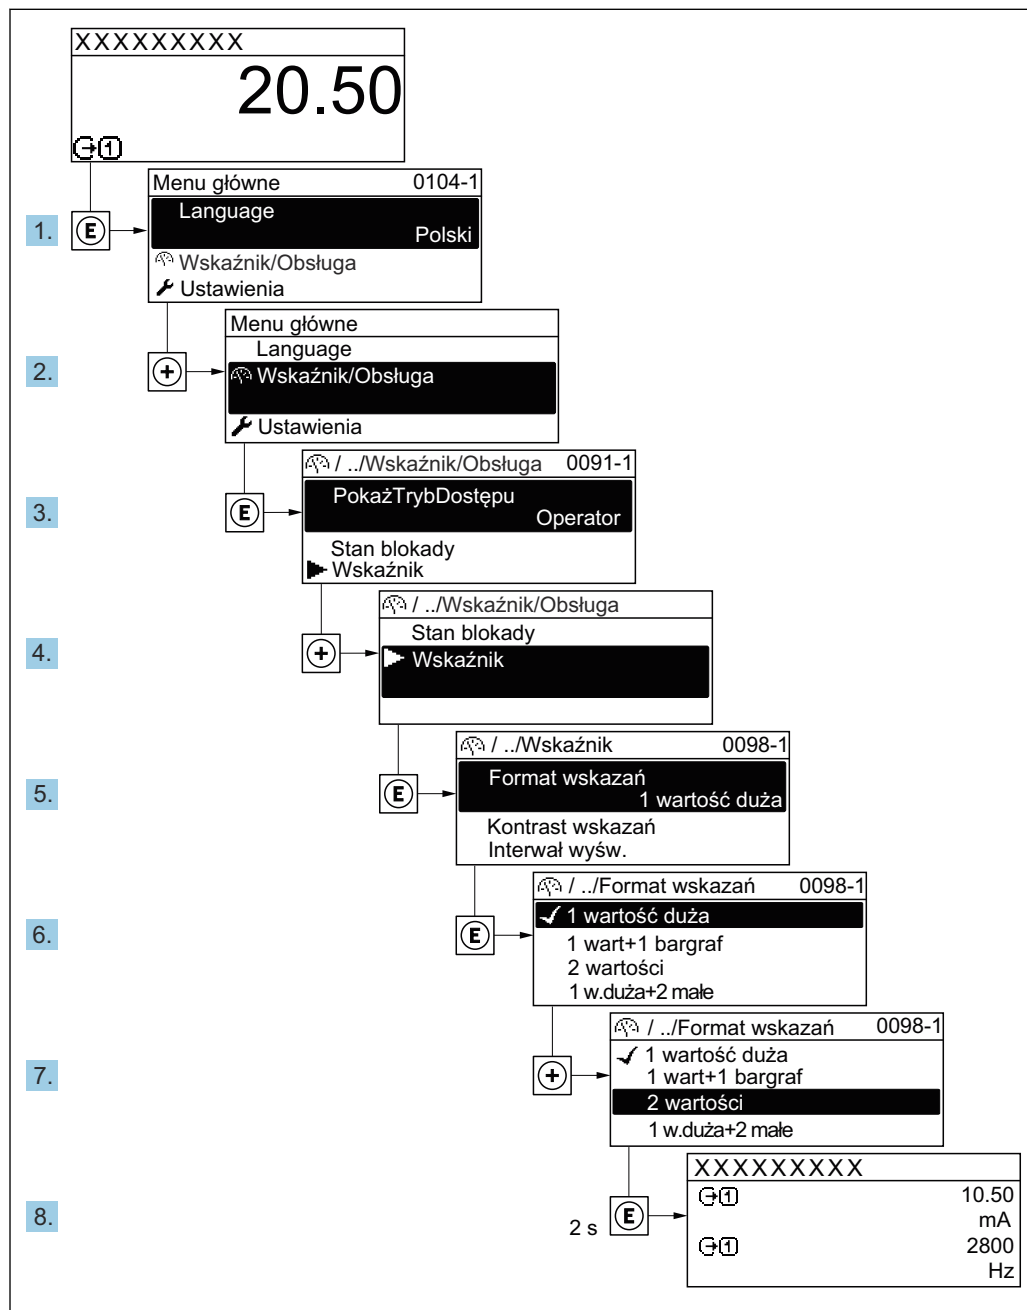 XXXXXXXXX
20.50
1
1.
E
Menu główne 0104-1
Language
Polski
Wskaźnik/Obsługa
Ustawienia
2.
+
Menu główne
Language
Wskaźnik/Obsługa
Ustawienia
3.
E
/ ../Wskaźnik/Obsługa 0091-1
PokażTrybDostępu
Operator
Stan blokady
Wskaźnik
4.
+
/ ../Wskaźnik/Obsługa
Stan blokady
Wskaźnik
5.
E
/ ../Wskaźnik 0098-1
Format wskazań
1 wartość duża
Kontrast wskazań
Interwał wyśw.
6.
E
/ ../Format wskazań 0098-1
1 wartość duża
1 wart+1 bargraf
2 wartości
1 w.duża+2 małe
7.
+
/ ../Format wskazań 0098-1
1 wartość duża
1 wart+1 bargraf
2 wartości
1 w.duża+2 małe
8.
2 s
E
XXXXXXXXX
1 10.50
mA
1 2800
Hz